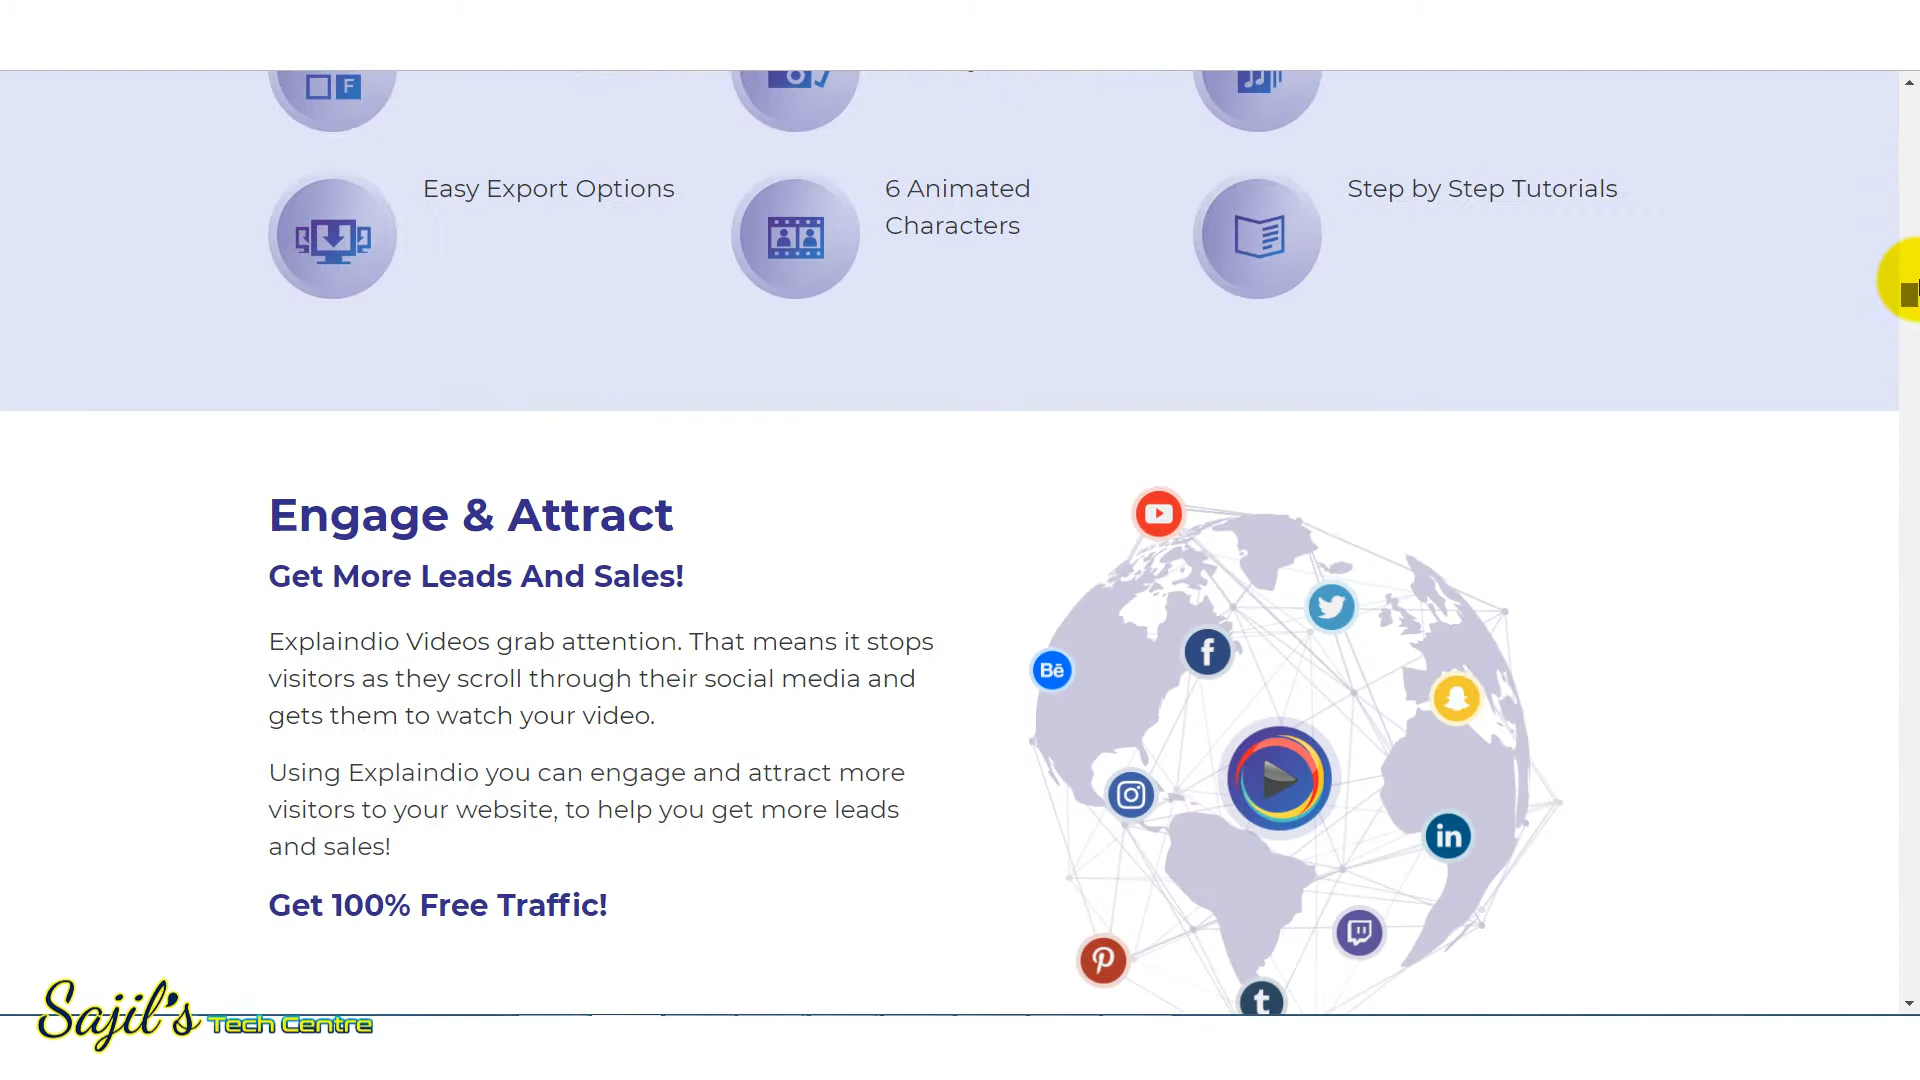 F
Easy Export Options
6 Animated
Characters
Step by Step Tutorials
Engage & Attract
Get More Leads And Sales!
Explaindio Videos grab attention. That means it stops
visitors as they scroll through their social media and
gets them to watch your video.
Using Explaindio you can engage and attract more
visitors to your website, to help you get more leads
and sales!
Get 100% Free Traffic!
f
Bē
in
t
Sajil's Tech Centre